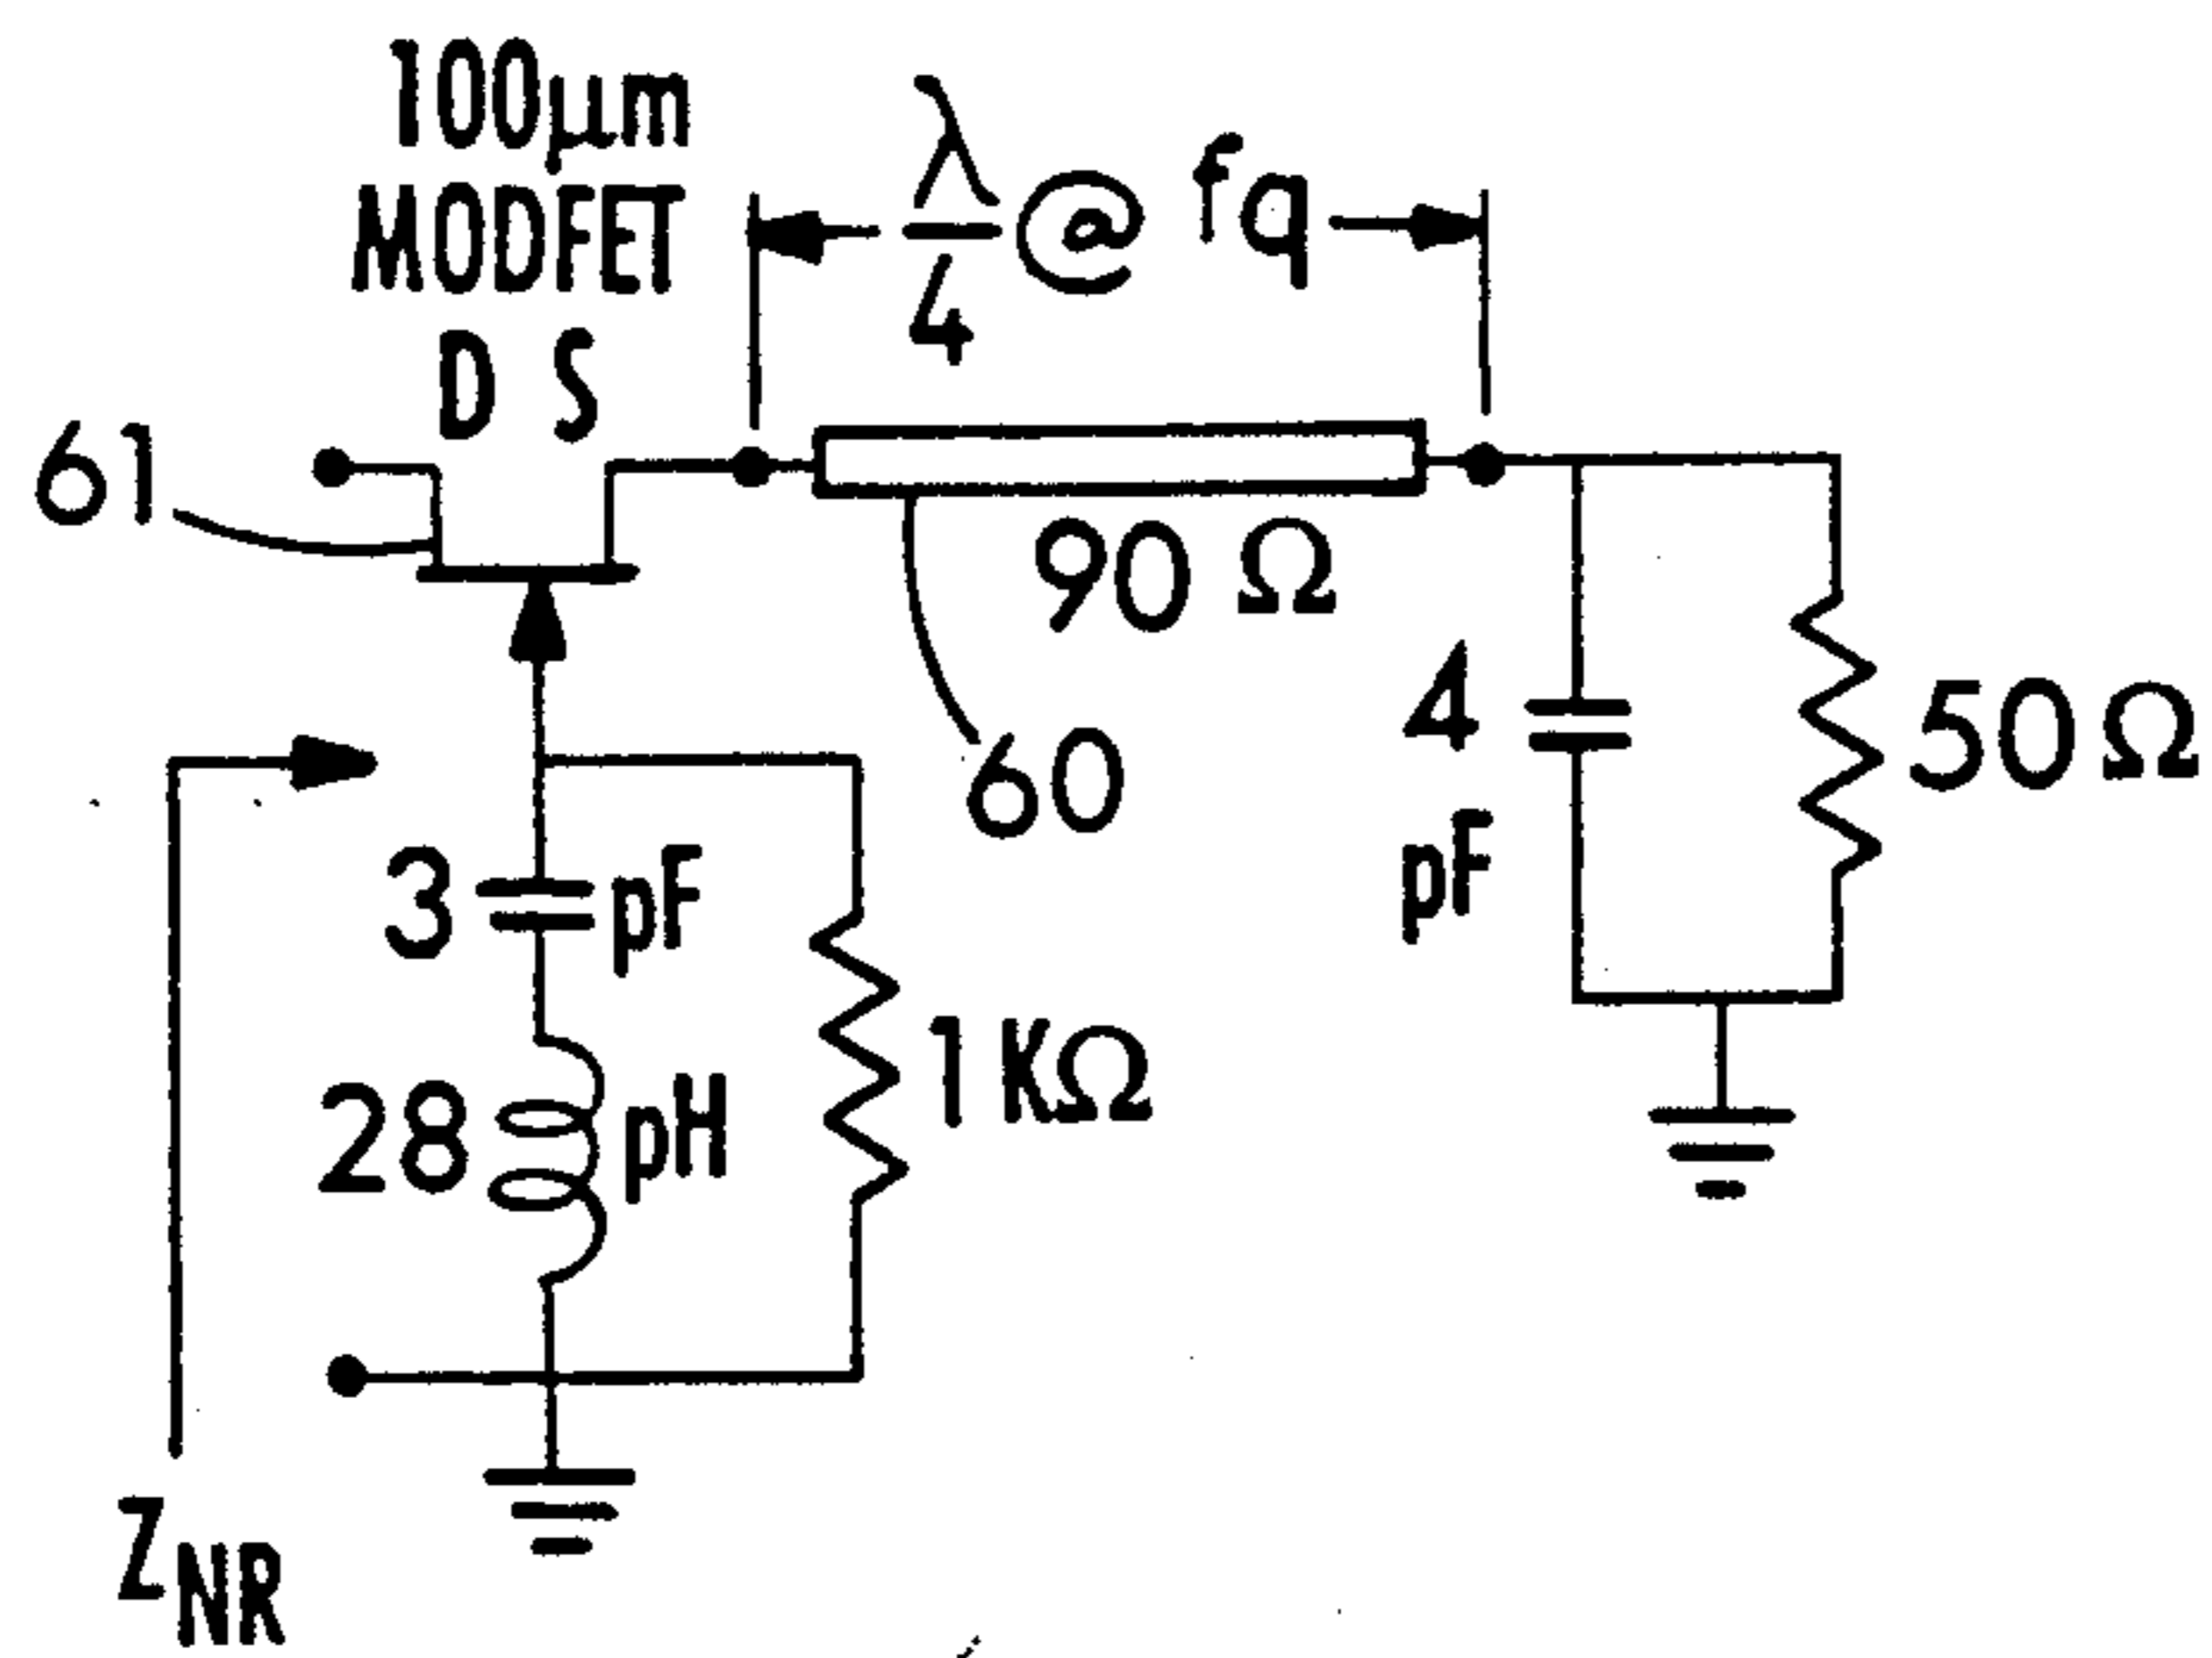 100μm
MODFET
D S
λ/4 @ fq
61
90 Ω
60
4
pF
50Ω
3 pF
28 pH
1KΩ
ZNR